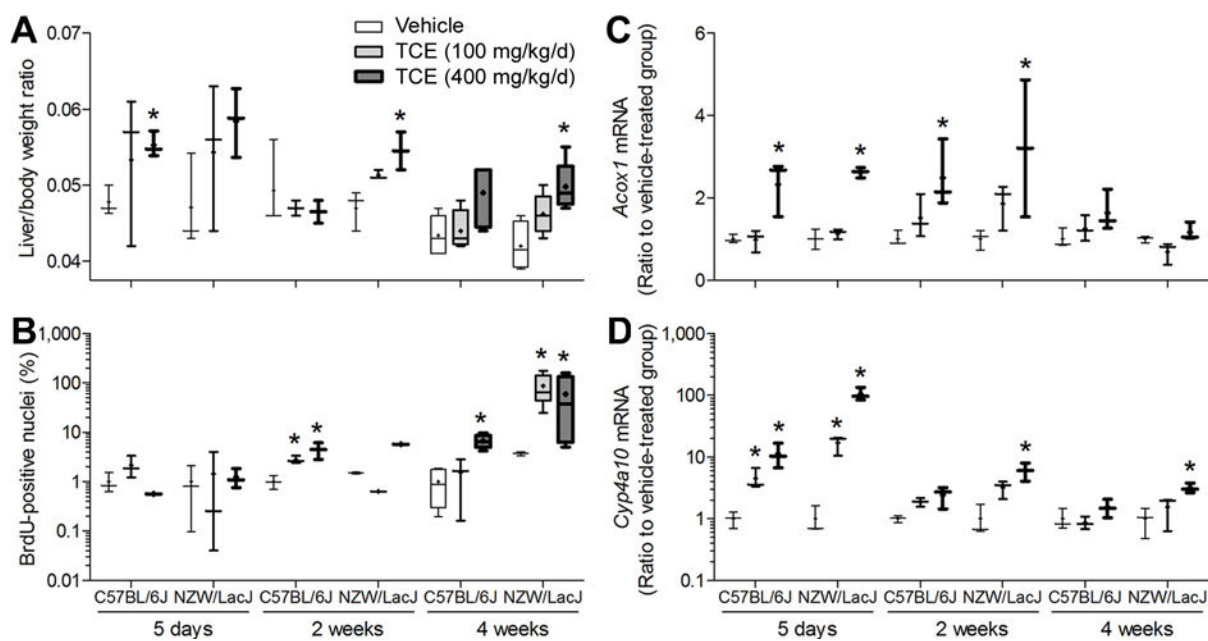 A
Liver/body weight ratio
0.07
0.06
0.05
0.04
Vehicle
TCE (100 mg/kg/d)
TCE (400 mg/kg/d)
*
*
*
C
Acox1 mRNA
(Ratio to vehicle-treated group)
6
4
2
0
*
*
*
*
B
BrdU-positive nuclei (%)
1,000
100
10
1
0.1
0.01
*
*
*
*
*
C57BL/6J NZW/LacJ C57BL/6J NZW/LacJ C57BL/6J NZW/LacJ
5 days 2 weeks 4 weeks
D
Cyp4a10 mRNA
(Ratio to vehicle-treated group)
1,000
100
10
1
0.1
*
*
*
*
*
*
C57BL/6J NZW/LacJ C57BL/6J NZW/LacJ C57BL/6J NZW/LacJ
5 days 2 weeks 4 weeks